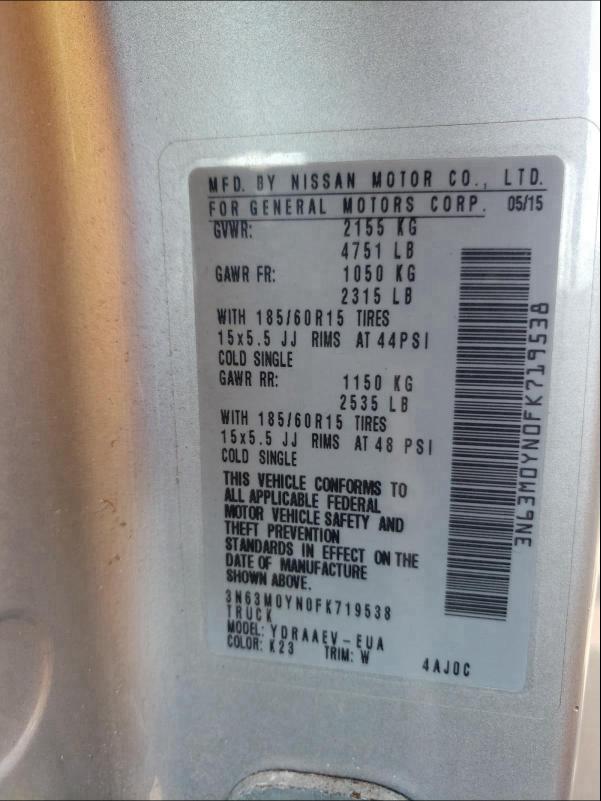 MFD. BY NISSAN MOTOR CO., LTD.
FOR GENERAL MOTORS CORP. 05/15
GVWR: 2155 KG
4751 LB
GAWR FR: 1050 KG
2315 LB
WITH 185/60R15 TIRES
15x5.5 JJ RIMS AT 44PSI
COLD SINGLE
GAWR RR: 1150 KG
2535 LB
WITH 185/60R15 TIRES
15x5.5 JJ RIMS AT 48 PSI
COLD SINGLE
THIS VEHICLE CONFORMS TO
ALL APPLICABLE FEDERAL
MOTOR VEHICLE SAFETY AND
THEFT PREVENTION
STANDARDS IN EFFECT ON THE
DATE OF MANUFACTURE
SHOWN ABOVE.
3N63M0YN0FK719538
TRUCK
MODEL: YDRAAEV-EUA
COLOR: K23 TRIM: W
4AJ0C
3N63M0YN0FK719538